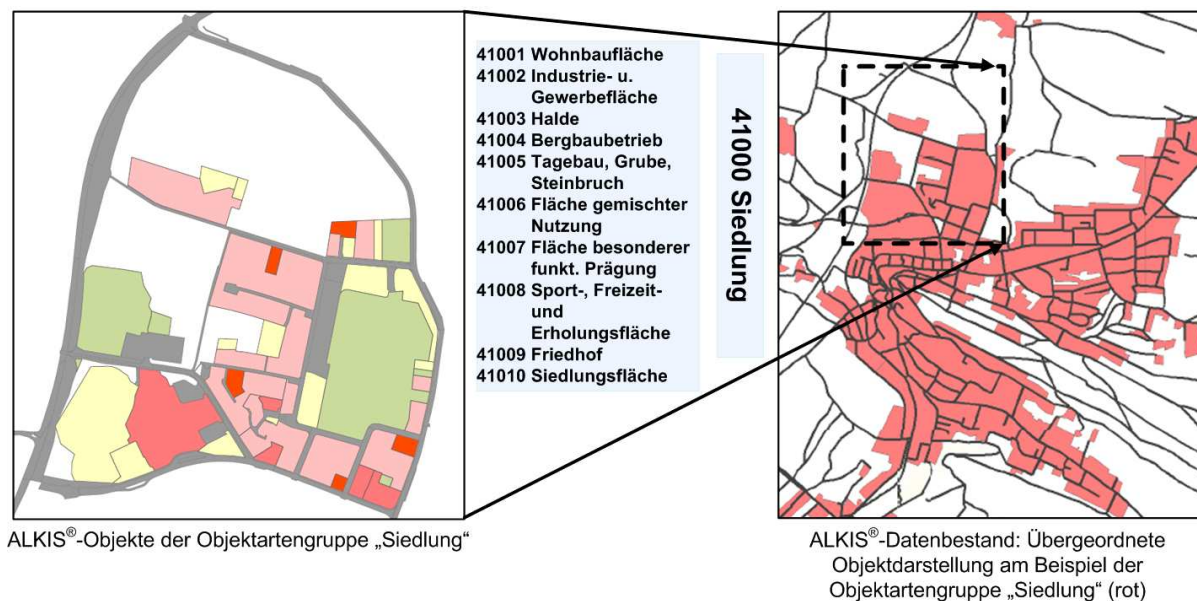 41001 Wohnbaufläche
41002 Industrie- u.
Gewerbefläche
41003 Halde
41004 Bergbaubetrieb
41005 Tagebau, Grube,
Steinbruch
41006 Fläche gemischter
Nutzung
41007 Fläche besonderer
funkt. Prägung
41008 Sport-, Freizeit-
und
Erholungsfläche
41009 Friedhof
41010 Siedlungsfläche
41000 Siedlung
ALKIS®-Objekte der Objektartengruppe „Siedlung“
ALKIS®-Datenbestand: Übergeordnete
Objektdarstellung am Beispiel der
Objektartengruppe „Siedlung“ (rot)